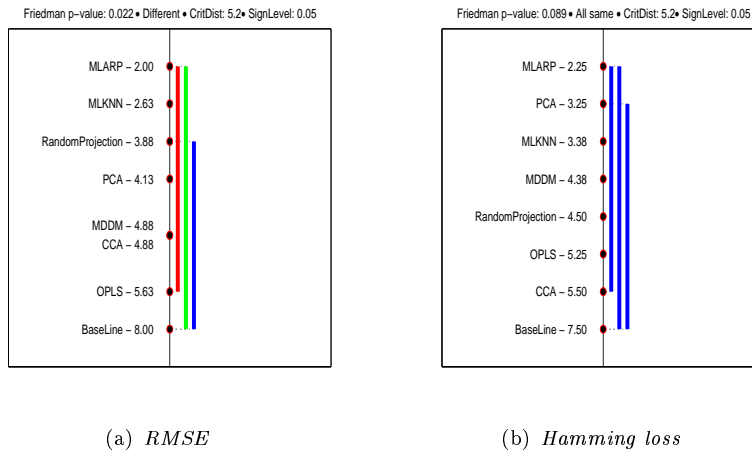 Friedman p−value: 0.022 • Different • CritDist: 5.2• SignLevel: 0.05
MLARP − 2.00
MLKNN − 2.63
RandomProjection − 3.88
PCA − 4.13
MDDM − 4.88
CCA − 4.88
OPLS − 5.63
BaseLine − 8.00
(a) RMSE
Friedman p−value: 0.089 • All same • CritDist: 5.2• SignLevel: 0.05
MLARP − 2.25
PCA − 3.25
MLKNN − 3.38
MDDM − 4.38
RandomProjection − 4.50
OPLS − 5.25
CCA − 5.50
BaseLine − 7.50
(b) Hamming loss